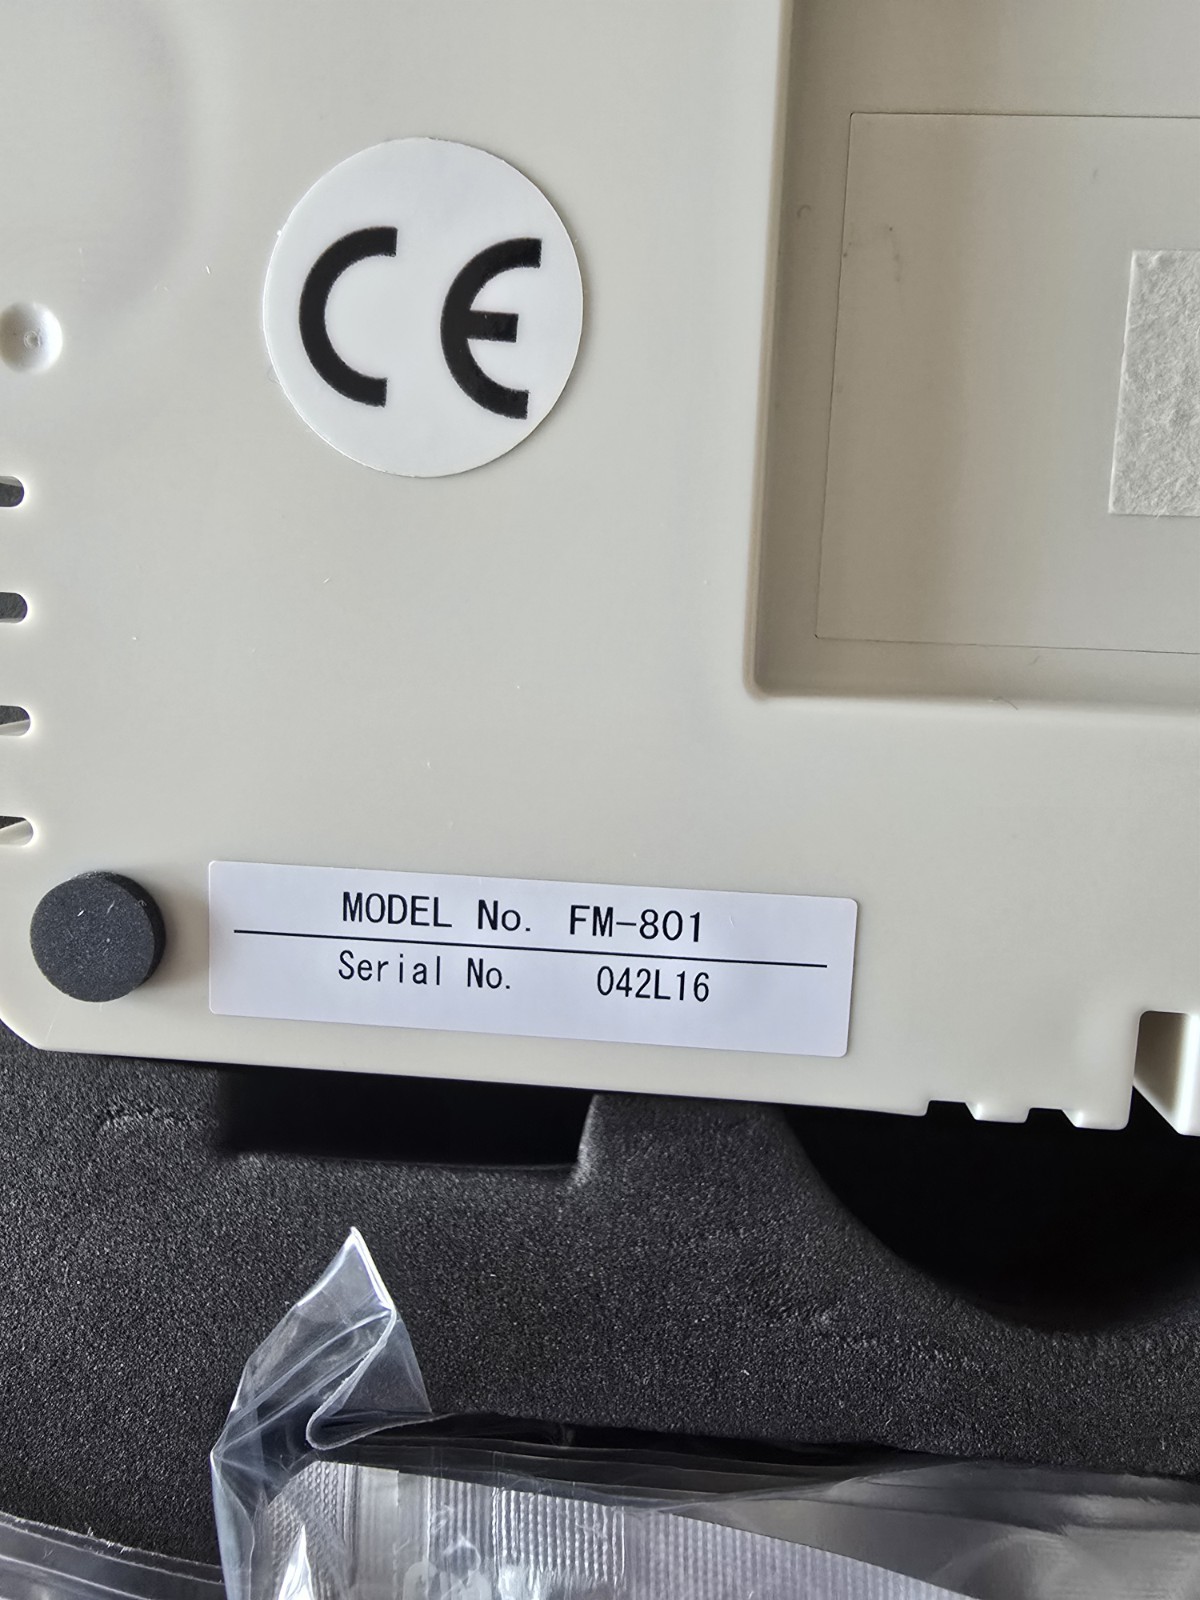 CE
MODEL No. FM-801
Serial No. 042L16